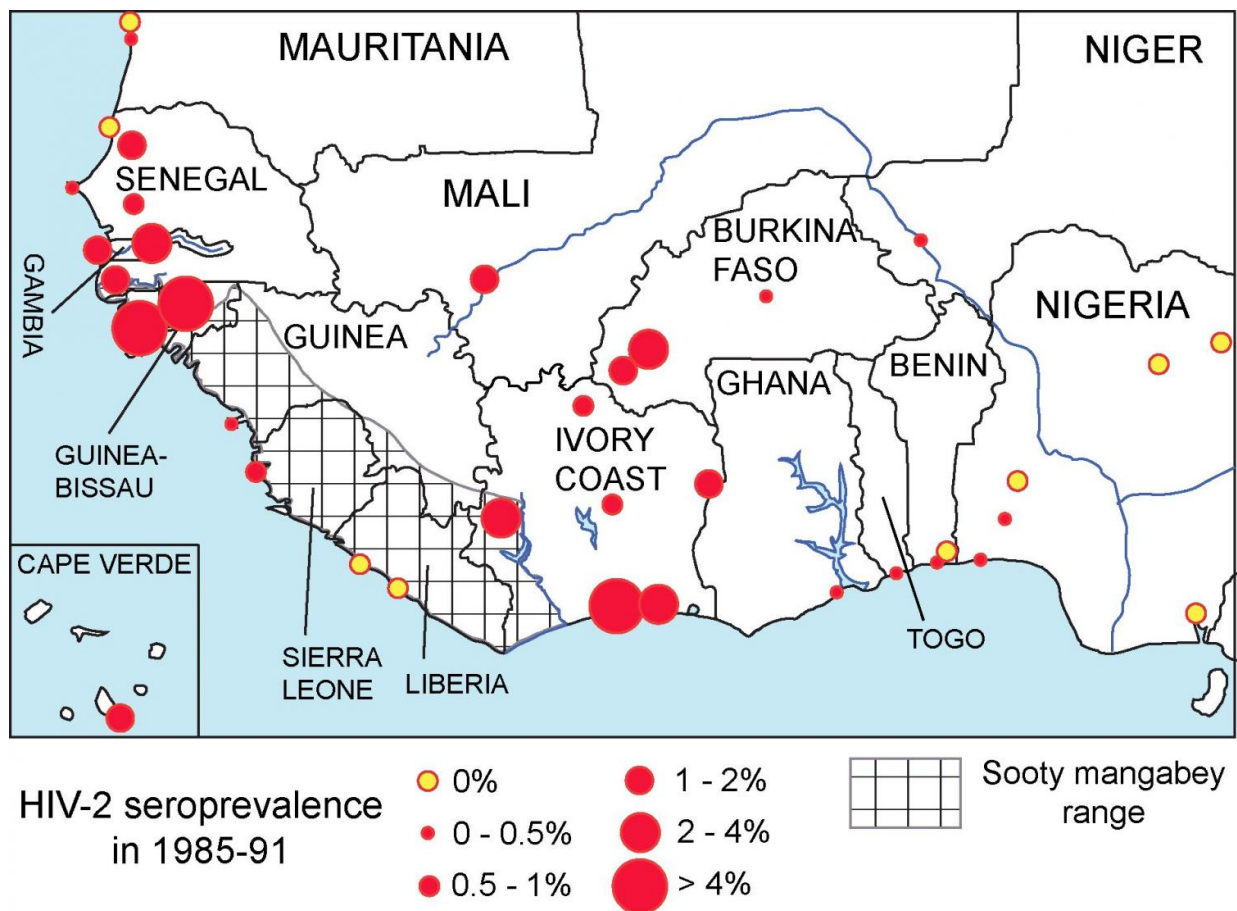 MAURITANIA
NIGER
SENEGAL
MALI
BURKINA
FASO
GAMBIA
NIGERIA
GUINEA
BENIN
GHANA
IVORY
COAST
GUINEA-
BISSAU
CAPE VERDE
TOGO
SIERRA
LEONE
LIBERIA
HIV-2 seroprevalence
in 1985-91
0%
0 - 0.5%
0.5 - 1%
1 - 2%
2 - 4%
> 4%
Sooty mangabey
range